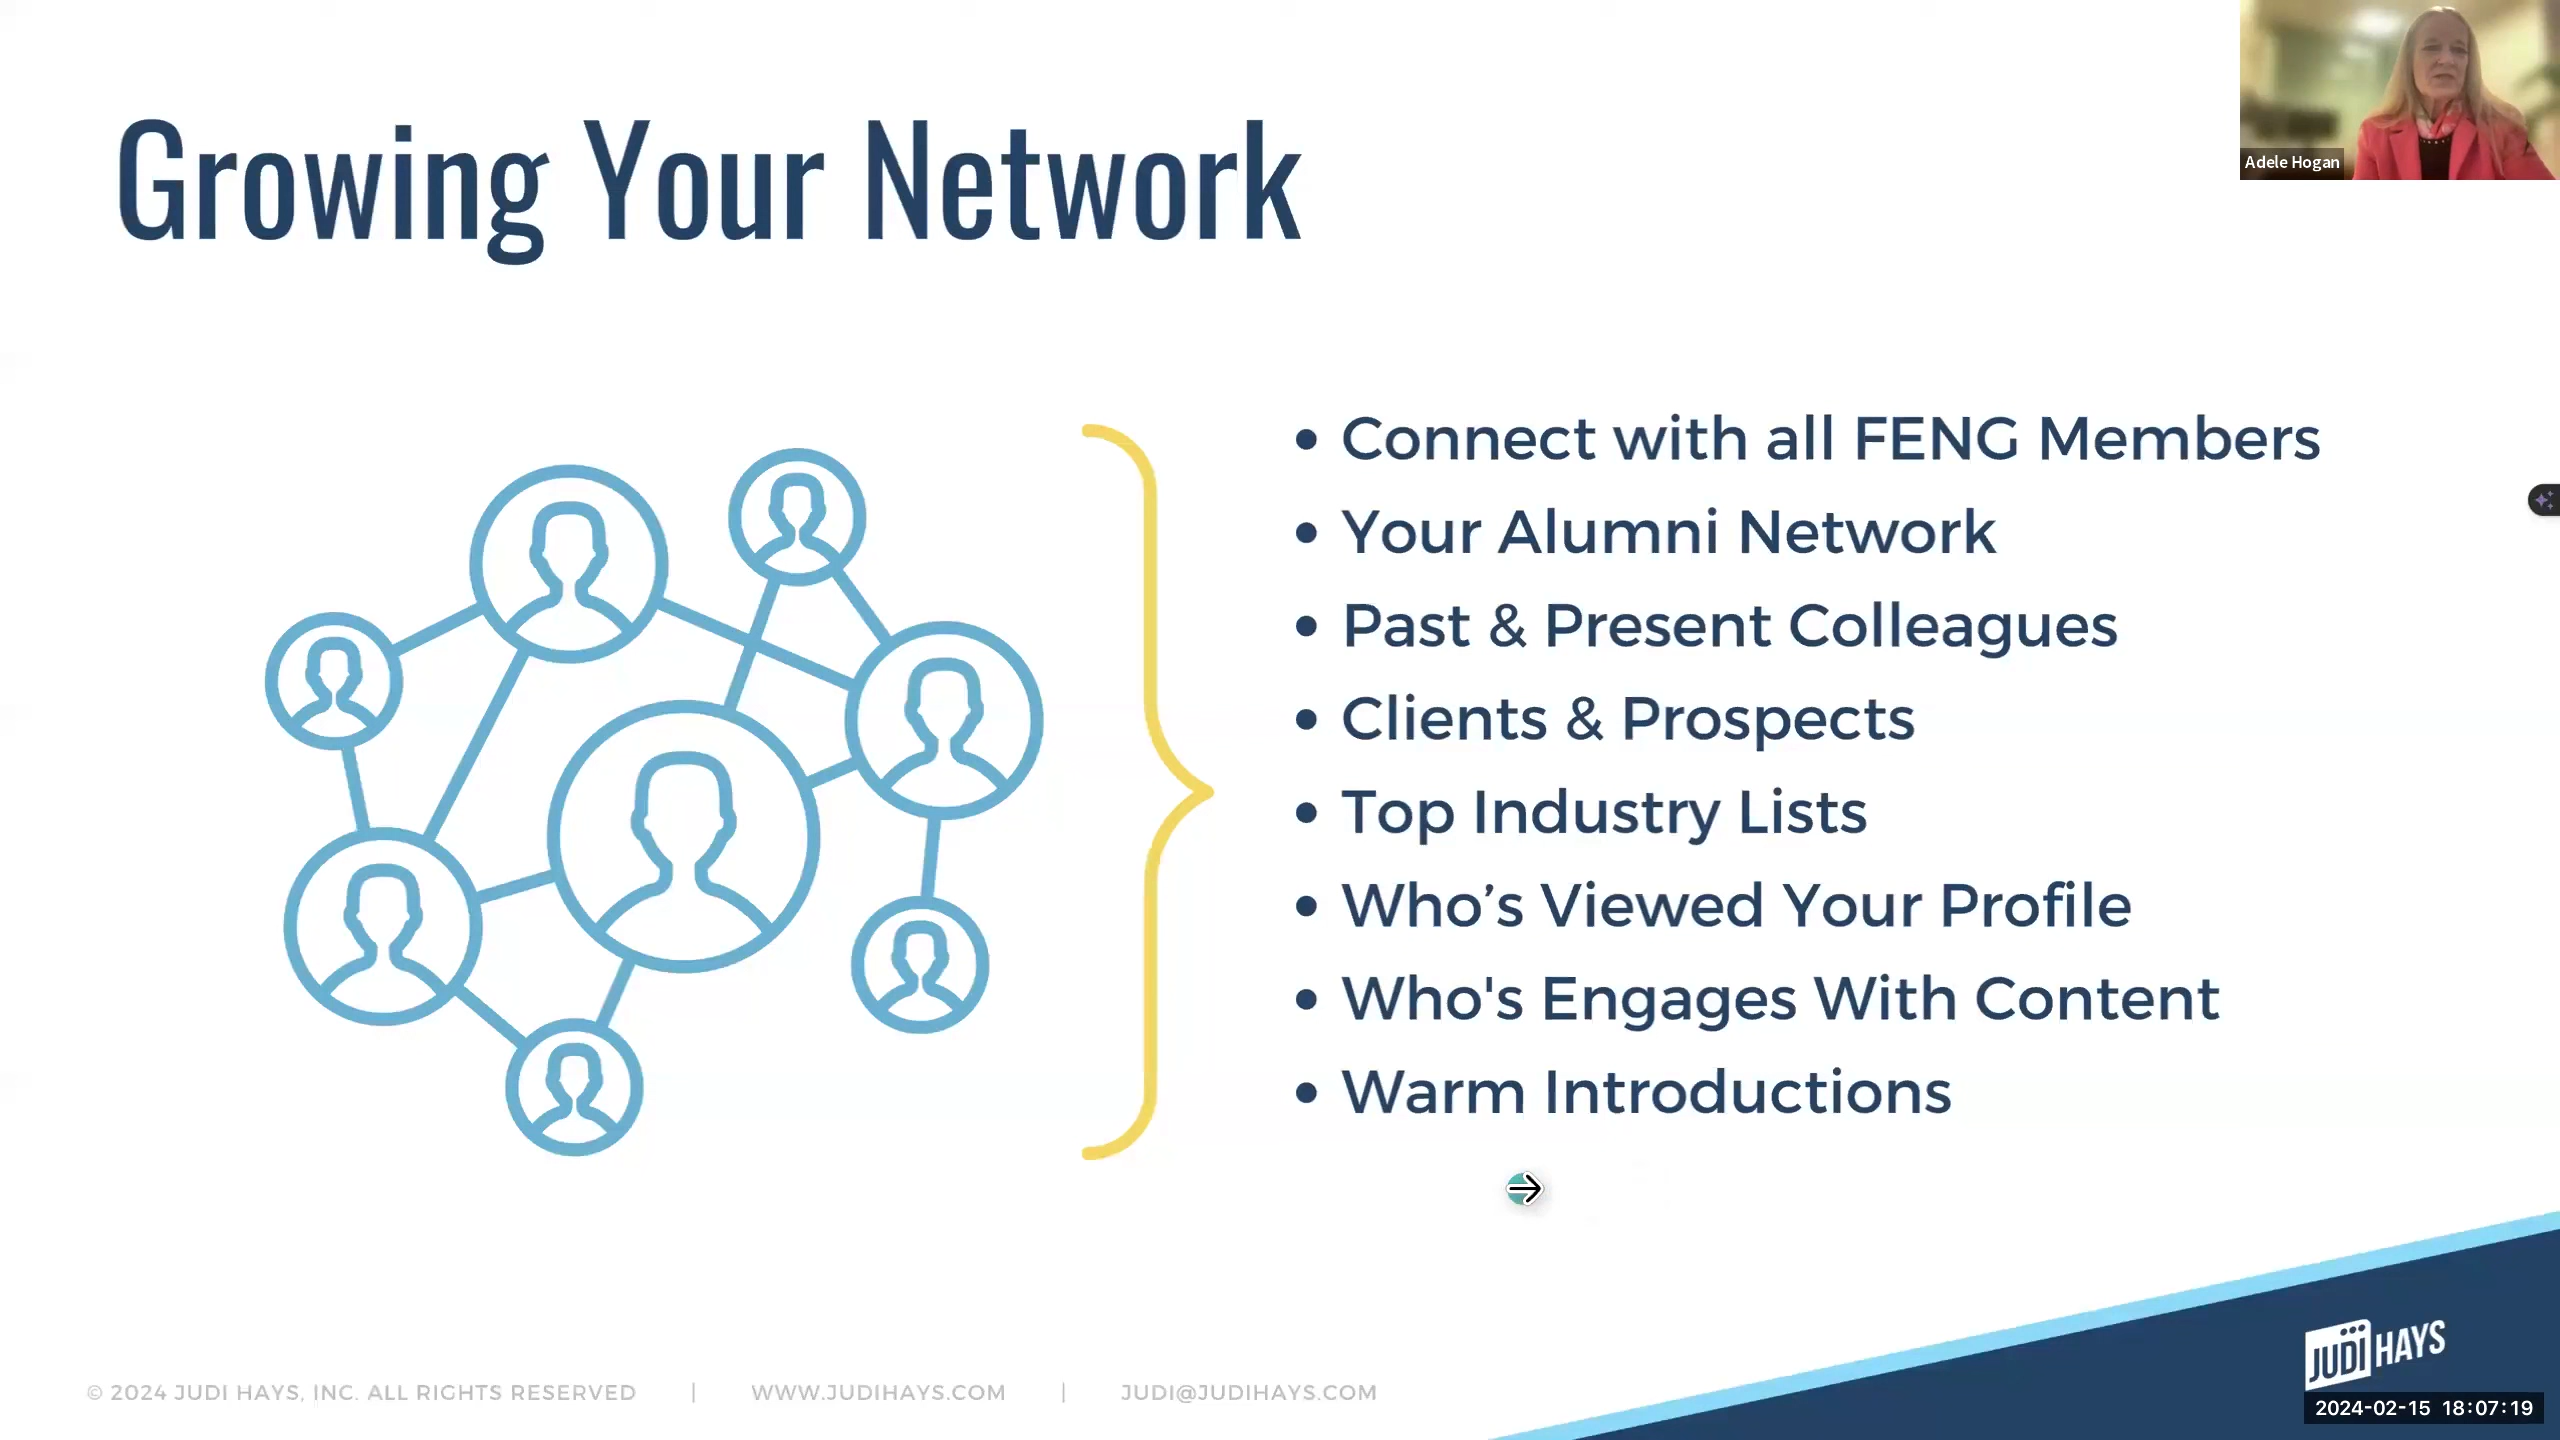 Growing Your Network
Adele Hogan
• Connect with all FENG Members
• Your Alumni Network
• Past & Present Colleagues
• Clients & Prospects
• Top Industry Lists
• Who’s Viewed Your Profile
• Who's Engages With Content
• Warm Introductions
© 2024 JUDI HAYS, INC. ALL RIGHTS RESERVED | WWW.JUDIHAYS.COM | JUDI@JUDIHAYS.COM
JUDI HAYS
2024-02-15 18:07:19